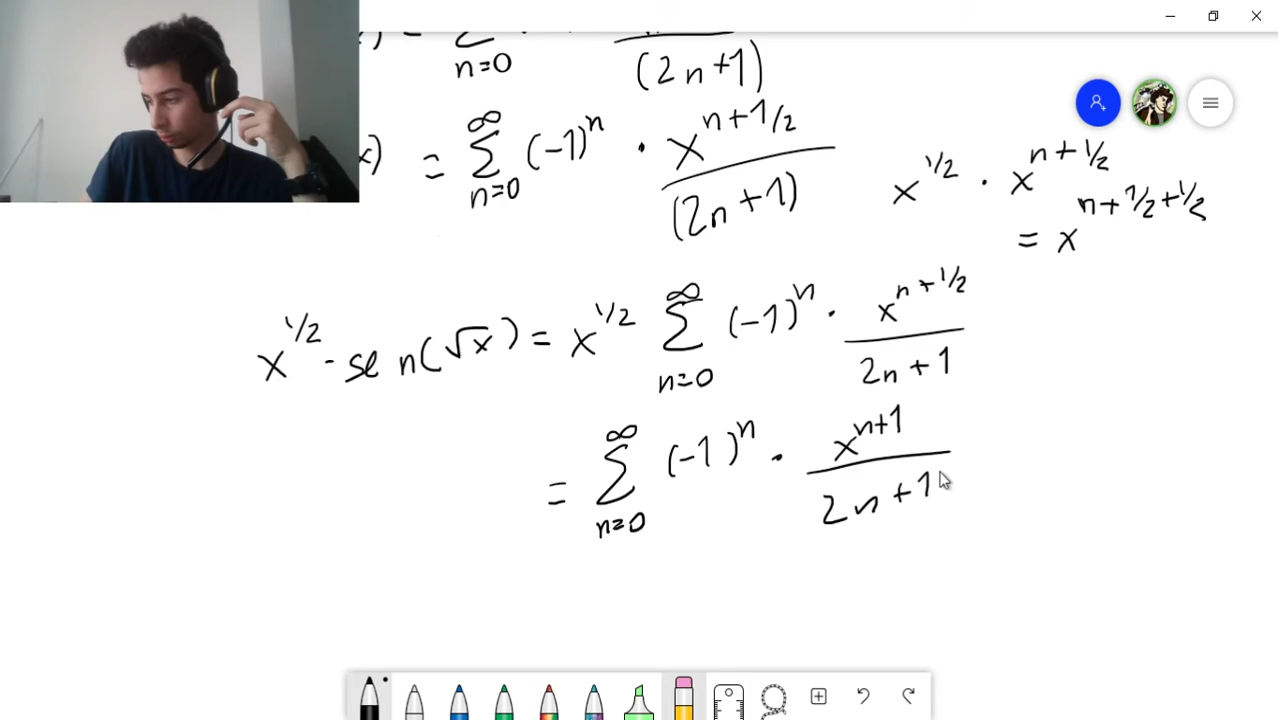 ) = Σ n=0
(2n+1)
x) = ∞ Σ n=0 (-1)^n · x^{n+1/2} / (2n+1)
x^{1/2} · x^{n+1/2}
= x^{n+1/2+1/2}
x^{1/2} · sen(√x) = x^{1/2} ∞ Σ n=0 (-1)^n · x^{n+1/2} / 2n+1
= ∞ Σ n=0 (-1)^n · x^{n+1} / 2n+1